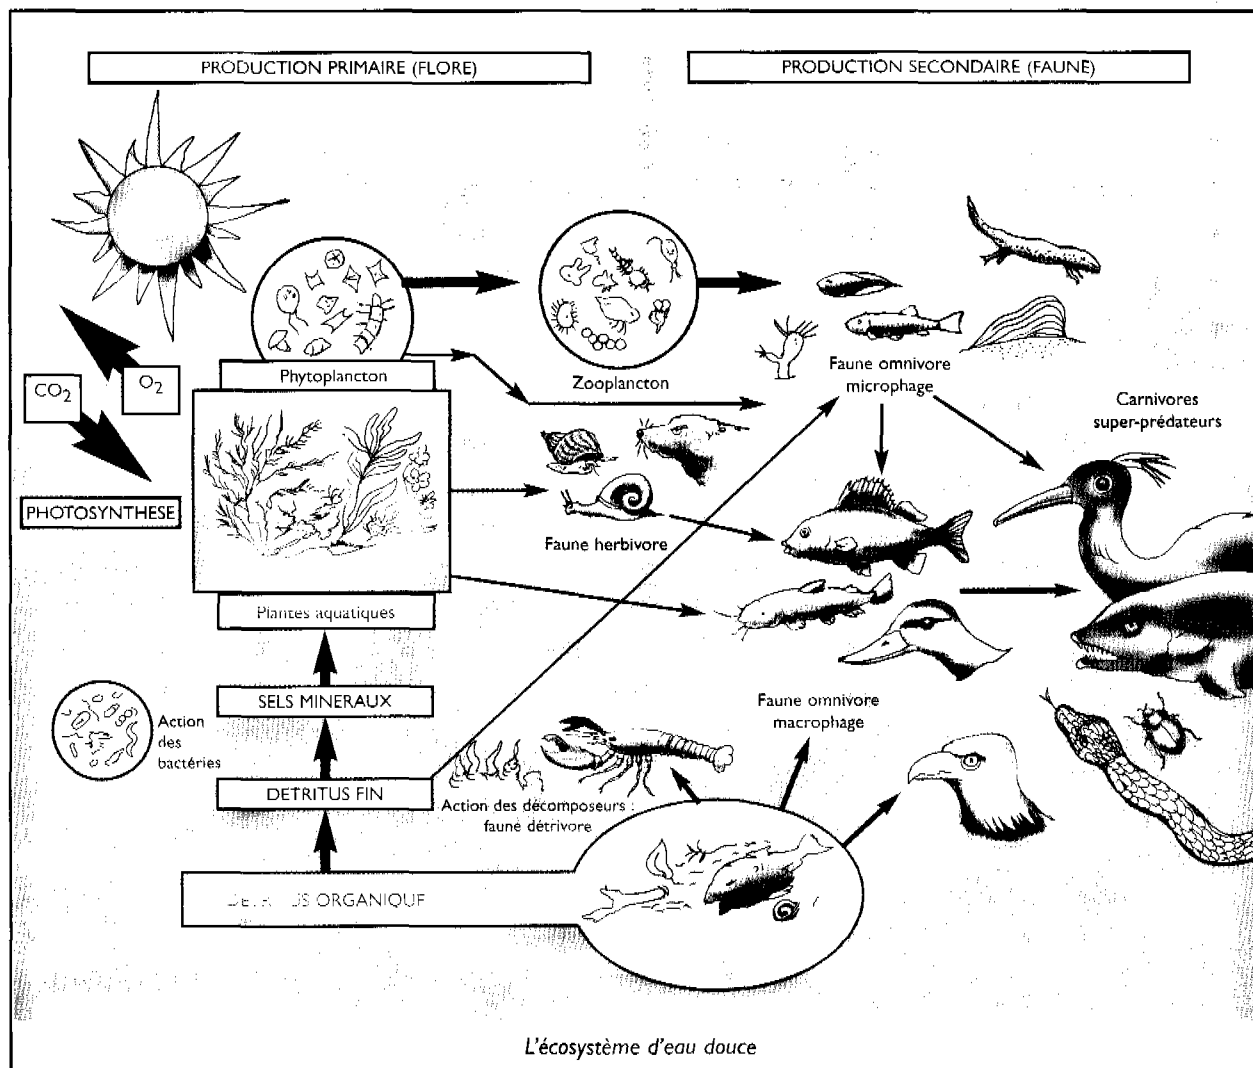 PRODUCTION PRIMAIRE (FLORE)
PRODUCTION SECONDAIRE (FAUNE)
CO2
O2
PHOTOSYNTHESE
Phytoplancton
Zooplancton
Faune omnivore
microphage
Carnivores
super-prédateurs
Faune herbivore
Plantes aquatiques
SELS MINERAUX
Action
des
bactéries
Faune omnivore
macrophage
DETRITUS FIN
Action des décomposeurs :
faune détrivore
ORGANIQUE
L'écosystème d'eau douce